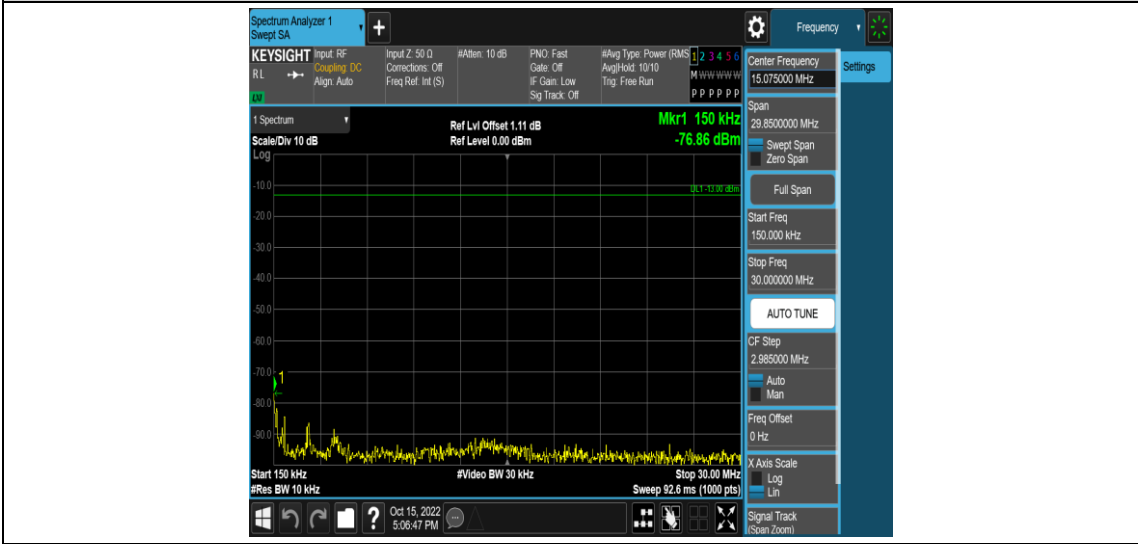 Spectrum Analyzer 1
Swept SA
Frequency
KEYSIGHT
RL
Input: RF
Coupling: DC
Align: Auto
Input Z: 50 Ω
Corrections: Off
Freq Ref: Int (S)
#Atten: 10 dB
PNO: Fast
Gate: Off
IF Gain: Low
Sig Track: Off
#Avg Type: Power (RMS
Avg|Hold: 10/10
Trig: Free Run
1 2 3 4 5 6
M W W W W W
P P P P P P
1 Spectrum
Scale/Div 10 dB
Log
Ref Lvl Offset 1.11 dB
Ref Level 0.00 dBm
Mkr1 150 kHz
-76.86 dBm
DL1 -13.00 dBm
-10.0
-20.0
-30.0
-40.0
-50.0
-60.0
-70.0
1
-80.0
-90.0
Start 150 kHz
#Res BW 10 kHz
#Video BW 30 kHz
Stop 30.00 MHz
Sweep 92.6 ms (1000 pts)
Oct 15, 2022
5:06:47 PM
Center Frequency
15.075000 MHz
Settings
Span
29.8500000 MHz
Swept Span
Zero Span
Full Span
Start Freq
150.000 kHz
Stop Freq
30.000000 MHz
AUTO TUNE
CF Step
2.985000 MHz
Auto
Man
Freq Offset
0 Hz
X Axis Scale
Log
Lin
Signal Track
(Span Zoom)